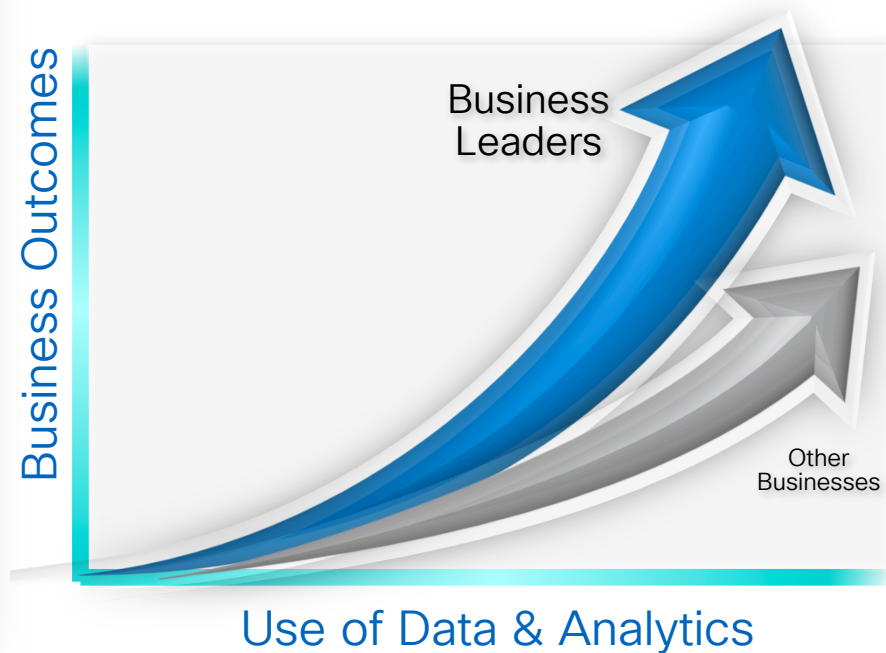 Business Outcomes
Business
Leaders
Other
Businesses
Use of Data & Analytics